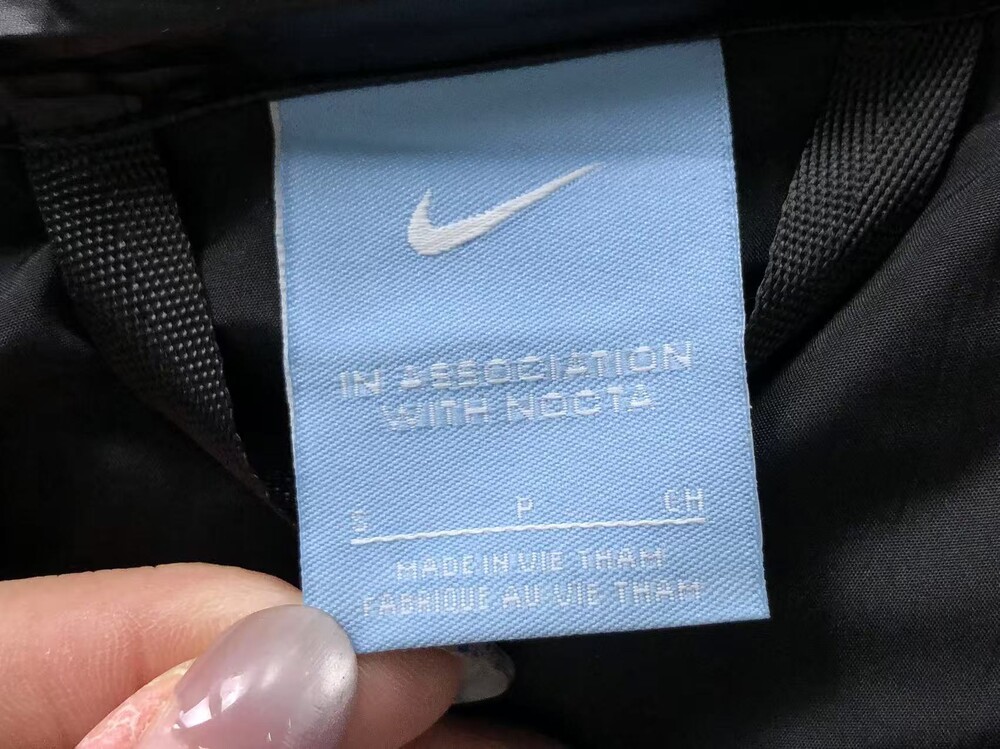 IN ASSOCIATION
WITH NOCTA
S P CH
MADE IN VIE THAM
FABRIQUE AU VIE THAM